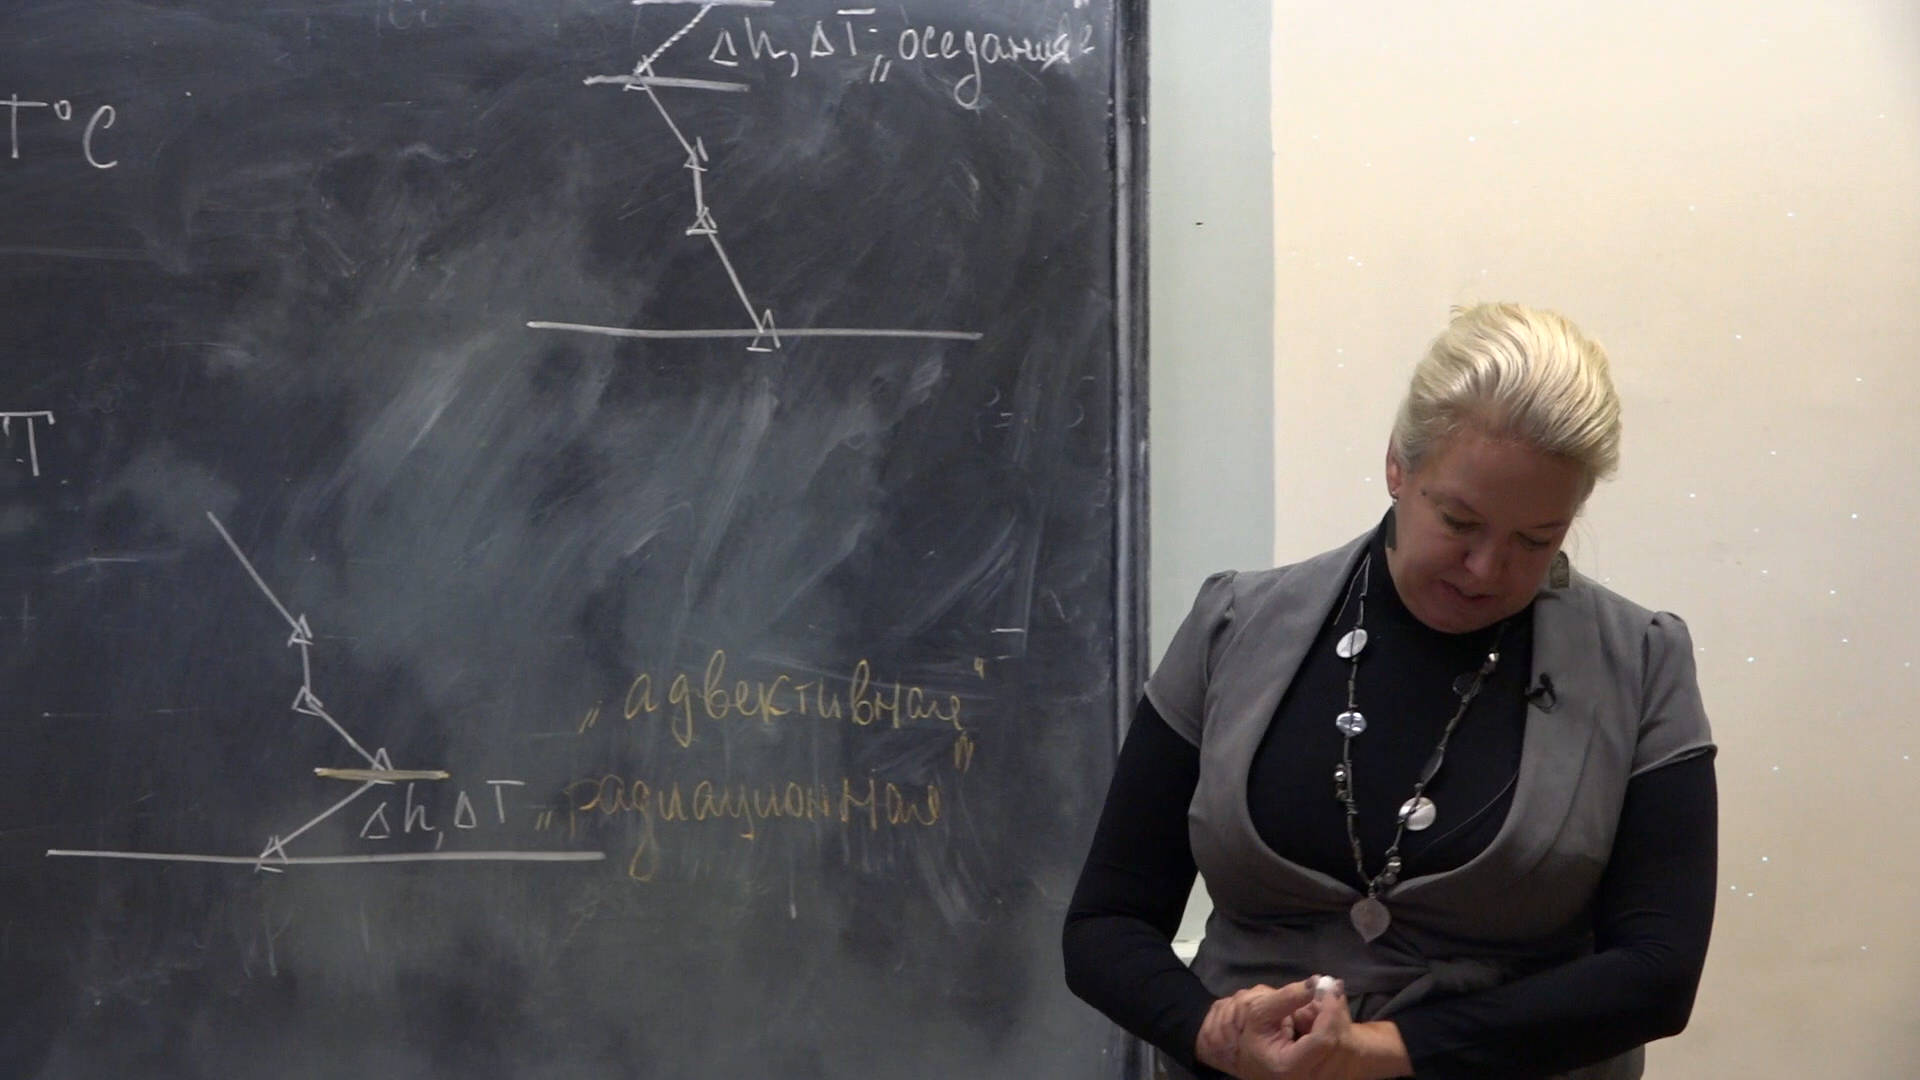 Δh, ΔT „оседания"
T°C
T
„адвективная"
Δh, ΔT „радиационная"